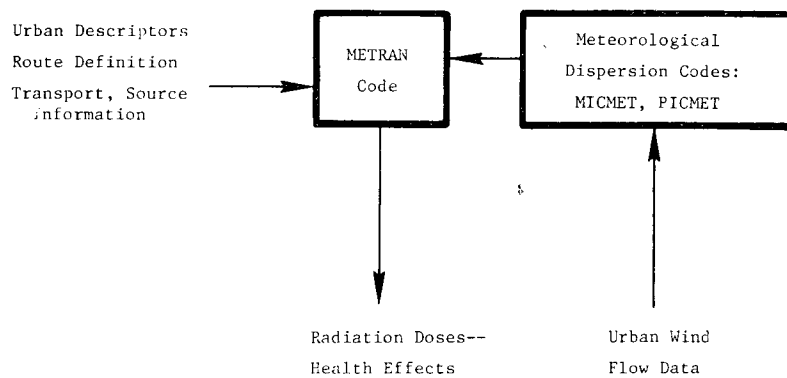 Urban Descriptors
Route Definition
Transport, Source
Information
METRAN
Code
Meteorological
Dispersion Codes:
MICMET, PICMET
Radiation Doses--
Health Effects
Urban Wind
Flow Data